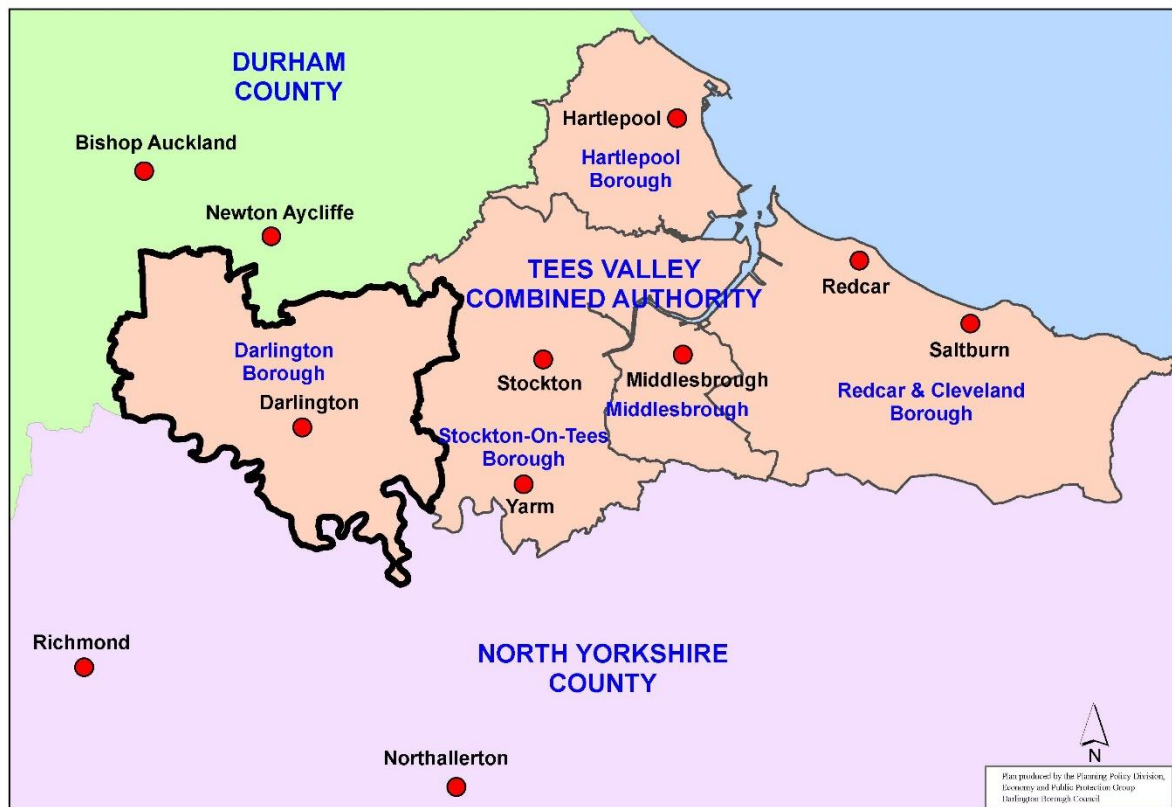 DURHAM
COUNTY
Bishop Auckland
Newton Aycliffe
Hartlepool
Hartlepool
Borough
TEES VALLEY
COMBINED AUTHORITY
Redcar
Saltburn
Darlington
Borough
Darlington
Stockton
Middlesbrough
Middlesbrough
Redcar & Cleveland
Borough
Stockton-On-Tees
Borough
Yarm
Richmond
NORTH YORKSHIRE
COUNTY
Northallerton
N
Plan produced by the Planning Policy Division,
Economy and Public Protection Group
Darlington Borough Council